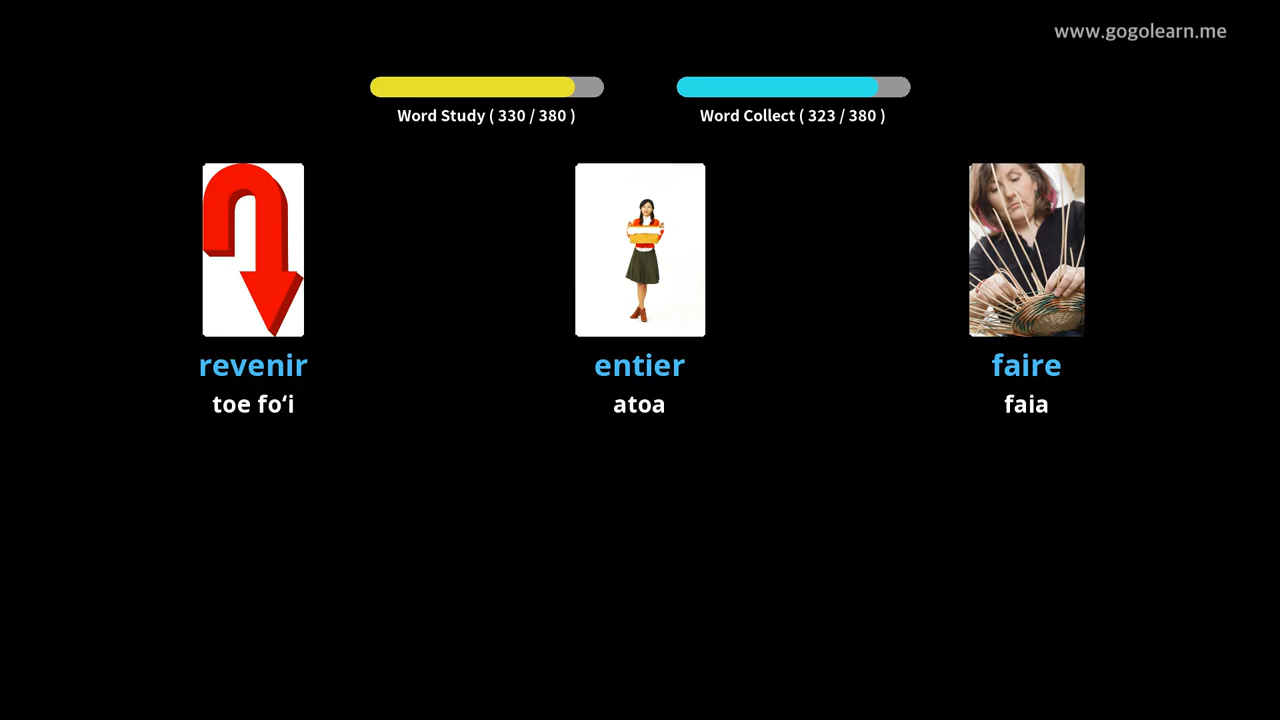 www.gogolearn.me
Word Study ( 330 / 380 )
Word Collect ( 323 / 380 )
revenir
toe fo‘i
entier
atoa
faire
faia